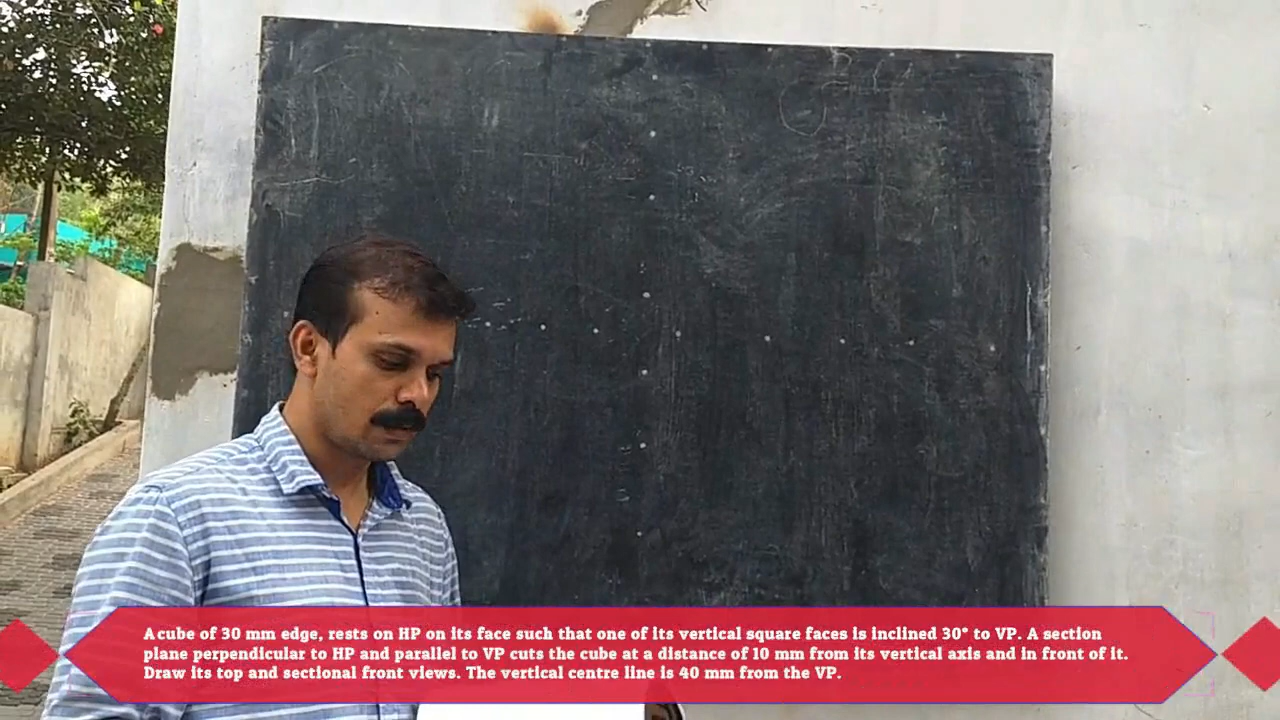 A cube of 30 mm edge, rests on HP on its face such that one of its vertical square faces is inclined 30° to VP. A section
plane perpendicular to HP and parallel to VP cuts the cube at a distance of 10 mm from its vertical axis and in front of it.
Draw its top and sectional front views. The vertical centre line is 40 mm from the VP.